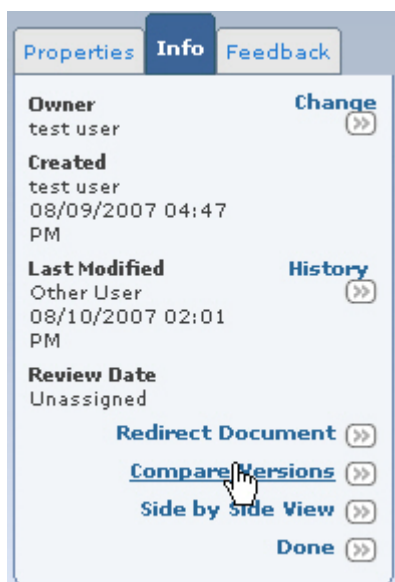 Properties Info Feedback
Owner Change
test user
Created
test user
08/09/2007 04:47
PM
Last Modified History
Other User
08/10/2007 02:01
PM
Review Date
Unassigned
Redirect Document
Compare Versions
Side by Side View
Done